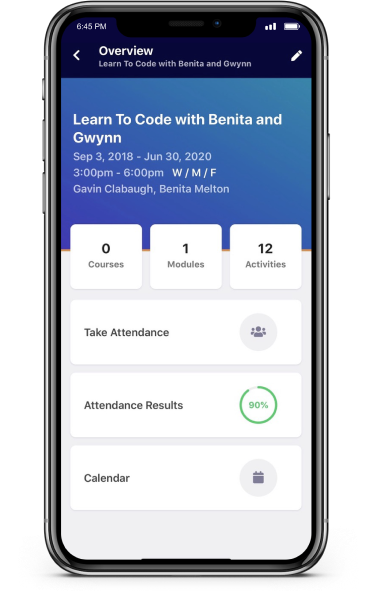 6:45 PM
Overview
Learn To Code with Benita and Gwynn
Learn To Code with Benita and
Gwynn
Sep 3, 2018 - Jun 30, 2020
3:00pm - 6:00pm W / M / F
Gavin Clabaugh, Benita Melton
0 1 12
Courses Modules Activities
Take Attendance
Attendance Results 90%
Calendar